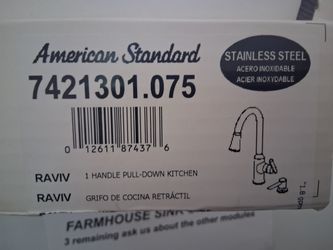 American Standard
7421301.075
STAINLESS STEEL
ACERO INOXIDABLE
ACIER INOXYDABLE
0 12611 87437 6
RAVIV 1 HANDLE PULL-DOWN KITCHEN
RAVIV GRIFO DE COCINA RETRÁCTIL
FARMHOUSE SINK
3 remaining ask us about the other modules